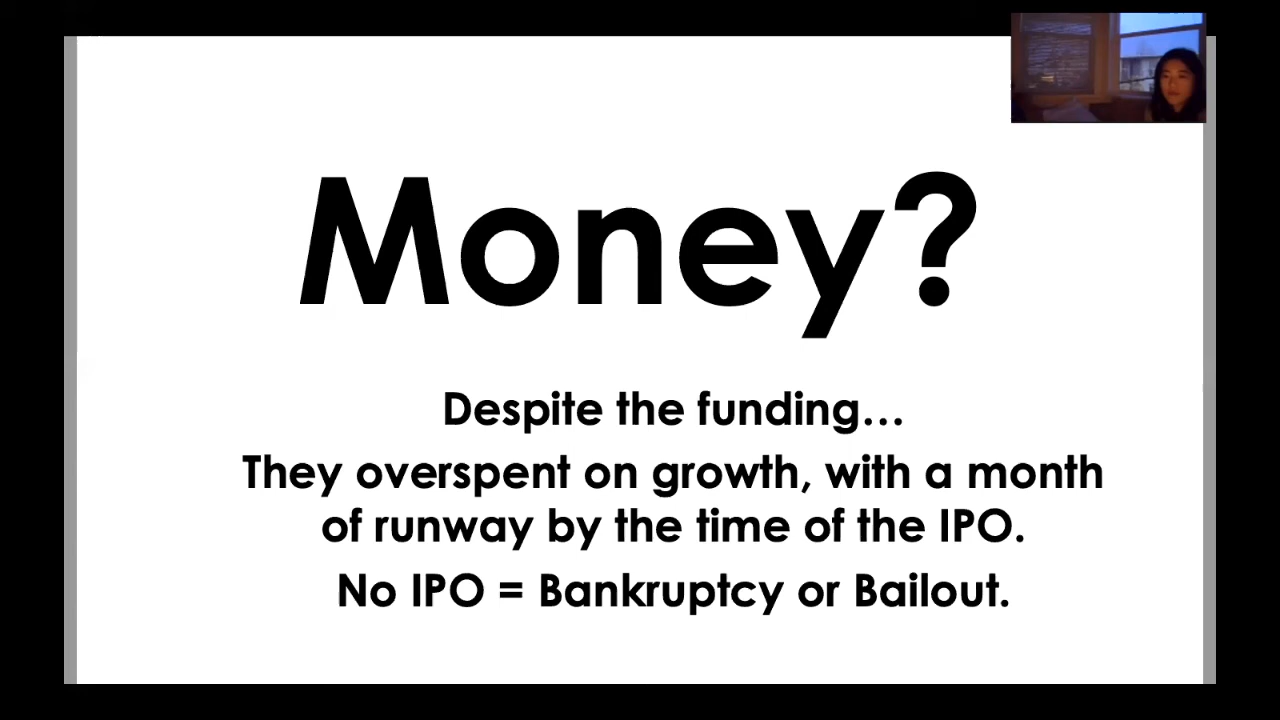 Money?
Despite the funding…
They overspent on growth, with a month
of runway by the time of the IPO.
No IPO = Bankruptcy or Bailout.